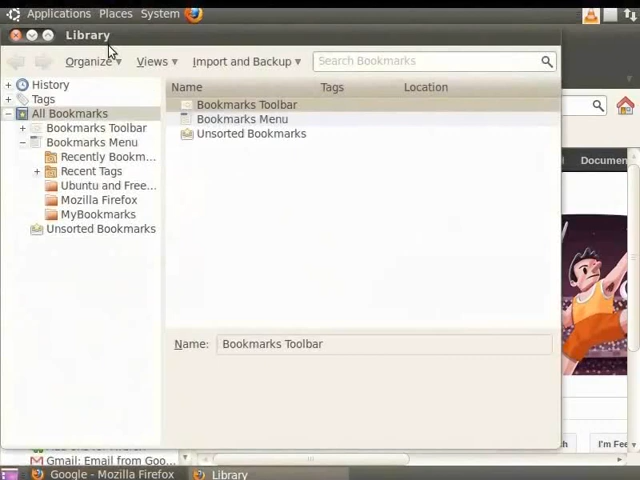 Applications Places System
Library
Organize Views Import and Backup Search Bookmarks
History
Tags
All Bookmarks
Bookmarks Toolbar
Bookmarks Menu
Recently Bookm...
Recent Tags
Ubuntu and Free...
Mozilla Firefox
MyBookmarks
Unsorted Bookmarks
Name Tags Location
Bookmarks Toolbar
Bookmarks Menu
Unsorted Bookmarks
Name: Bookmarks Toolbar
Documen
I'm Fee
Gmail: Email from Goo...
Google - Mozilla Firefox Library